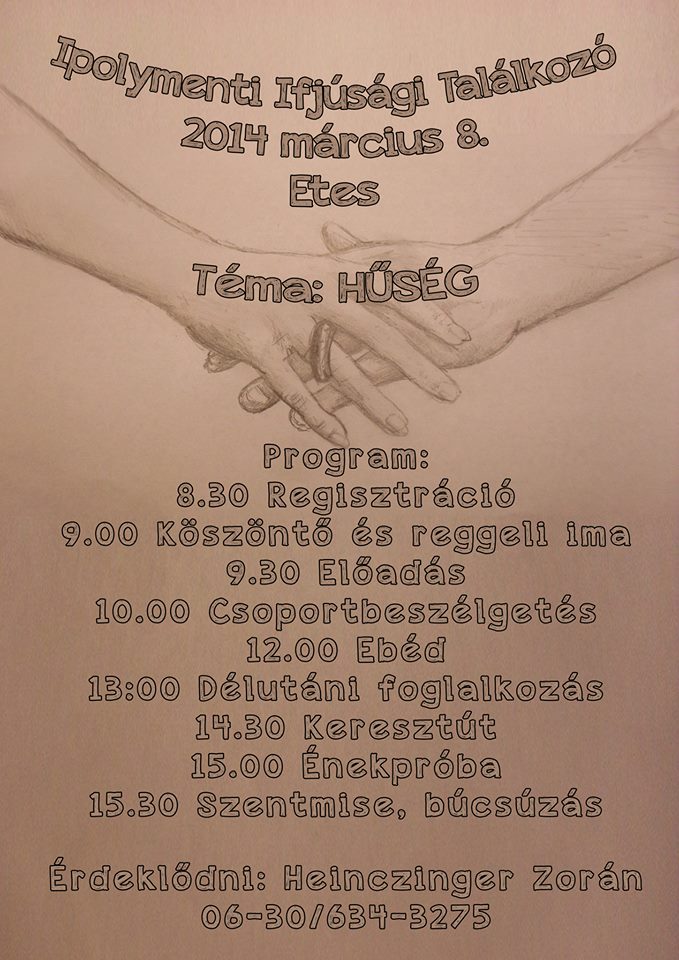 Ipolymenti Ifjúsági Találkozó
2014 március 8.
Etes
Téma: HŰSÉG
Program:
8.30 Regisztráció
9.00 Köszöntő és reggeli ima
9.30 Előadás
10.00 Csoportbeszélgetés
12.00 Ebéd
13:00 Délutáni foglalkozás
14.30 Keresztút
15.00 Énekpróba
15.30 Szentmise, búcsúzás
Érdeklődni: Heinczinger Zorán
06-30/634-3275